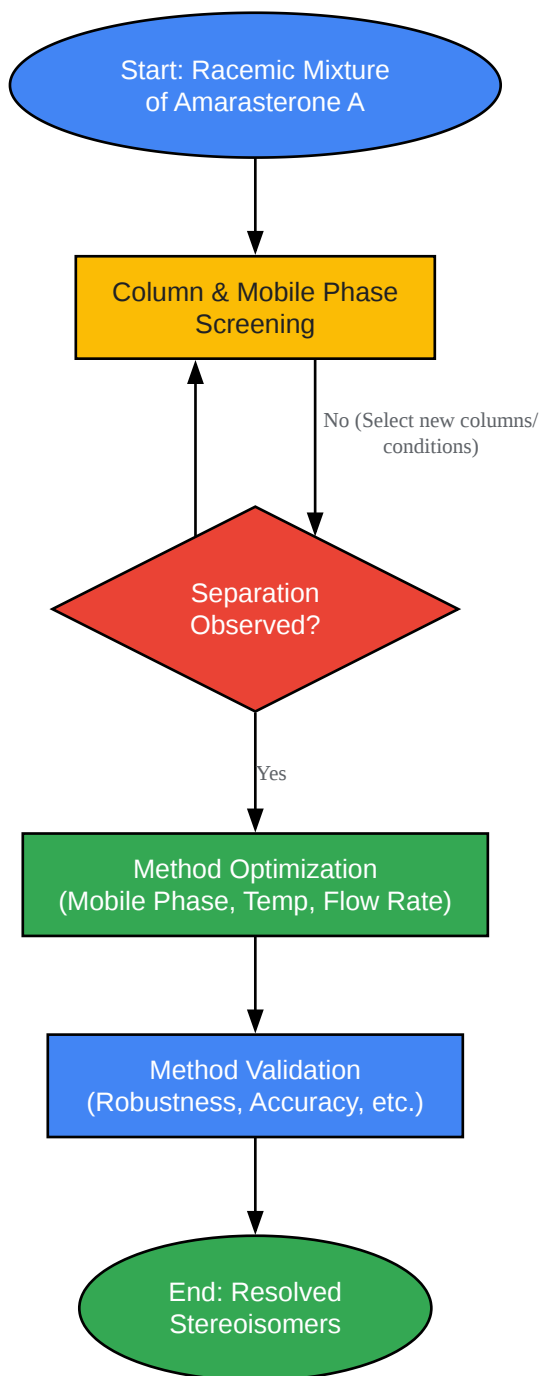 Start: Racemic Mixture
of Amarasterone A
Column & Mobile Phase
Screening
No (Select new columns/
conditions)
Separation
Observed?
Yes
Method Optimization
(Mobile Phase, Temp, Flow Rate)
Method Validation
(Robustness, Accuracy, etc.)
End: Resolved
Stereoisomers